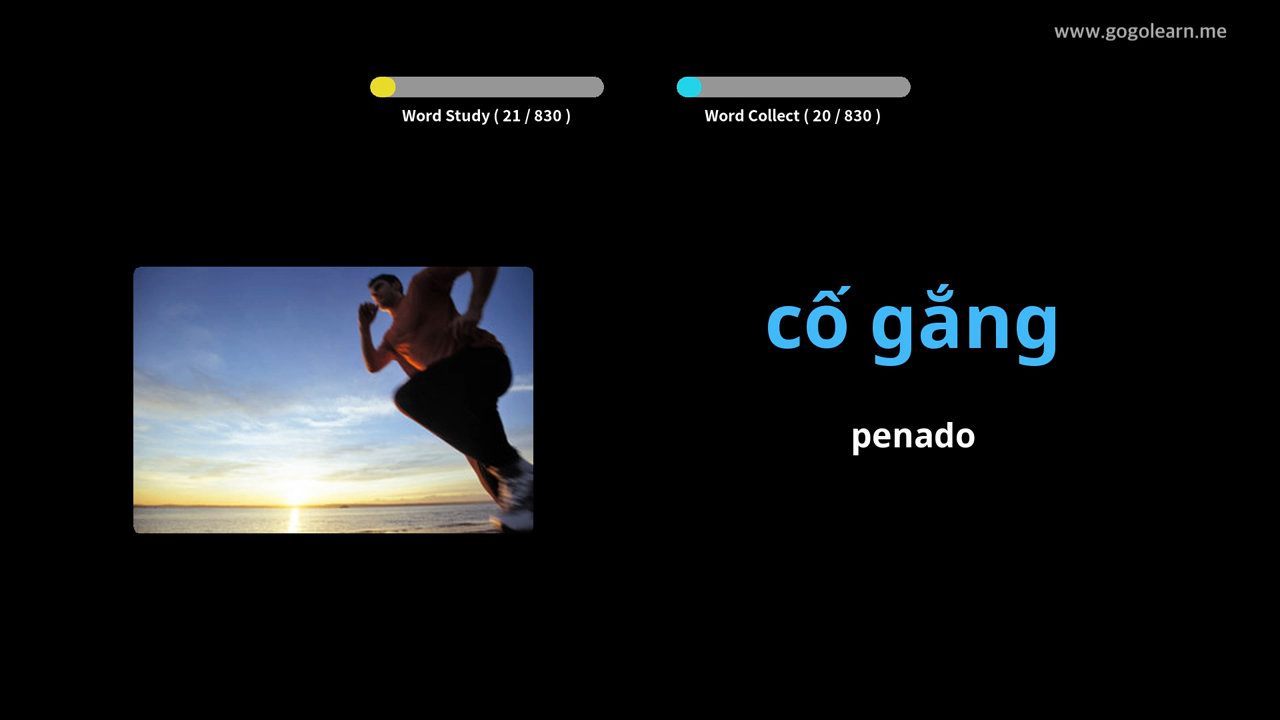 www.gogolearn.me
Word Study ( 21 / 830 )
Word Collect ( 20 / 830 )
cố gắng
penado